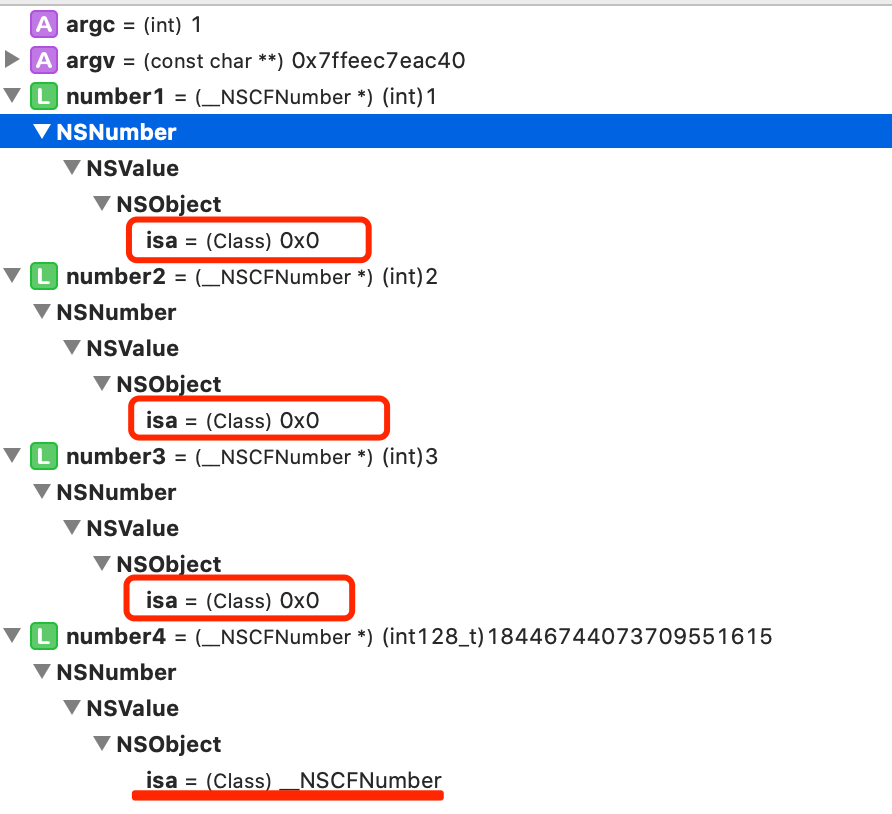 A argc = (int) 1
A argv = (const char **) 0x7ffeec7eac40
L number1 = (__NSCFNumber *) (int)1
NSNumber
NSValue
NSObject
isa = (Class) 0x0
L number2 = (__NSCFNumber *) (int)2
NSNumber
NSValue
NSObject
isa = (Class) 0x0
L number3 = (__NSCFNumber *) (int)3
NSNumber
NSValue
NSObject
isa = (Class) 0x0
L number4 = (__NSCFNumber *) (int128_t)18446744073709551615
NSNumber
NSValue
NSObject
isa = (Class) __NSCFNumber